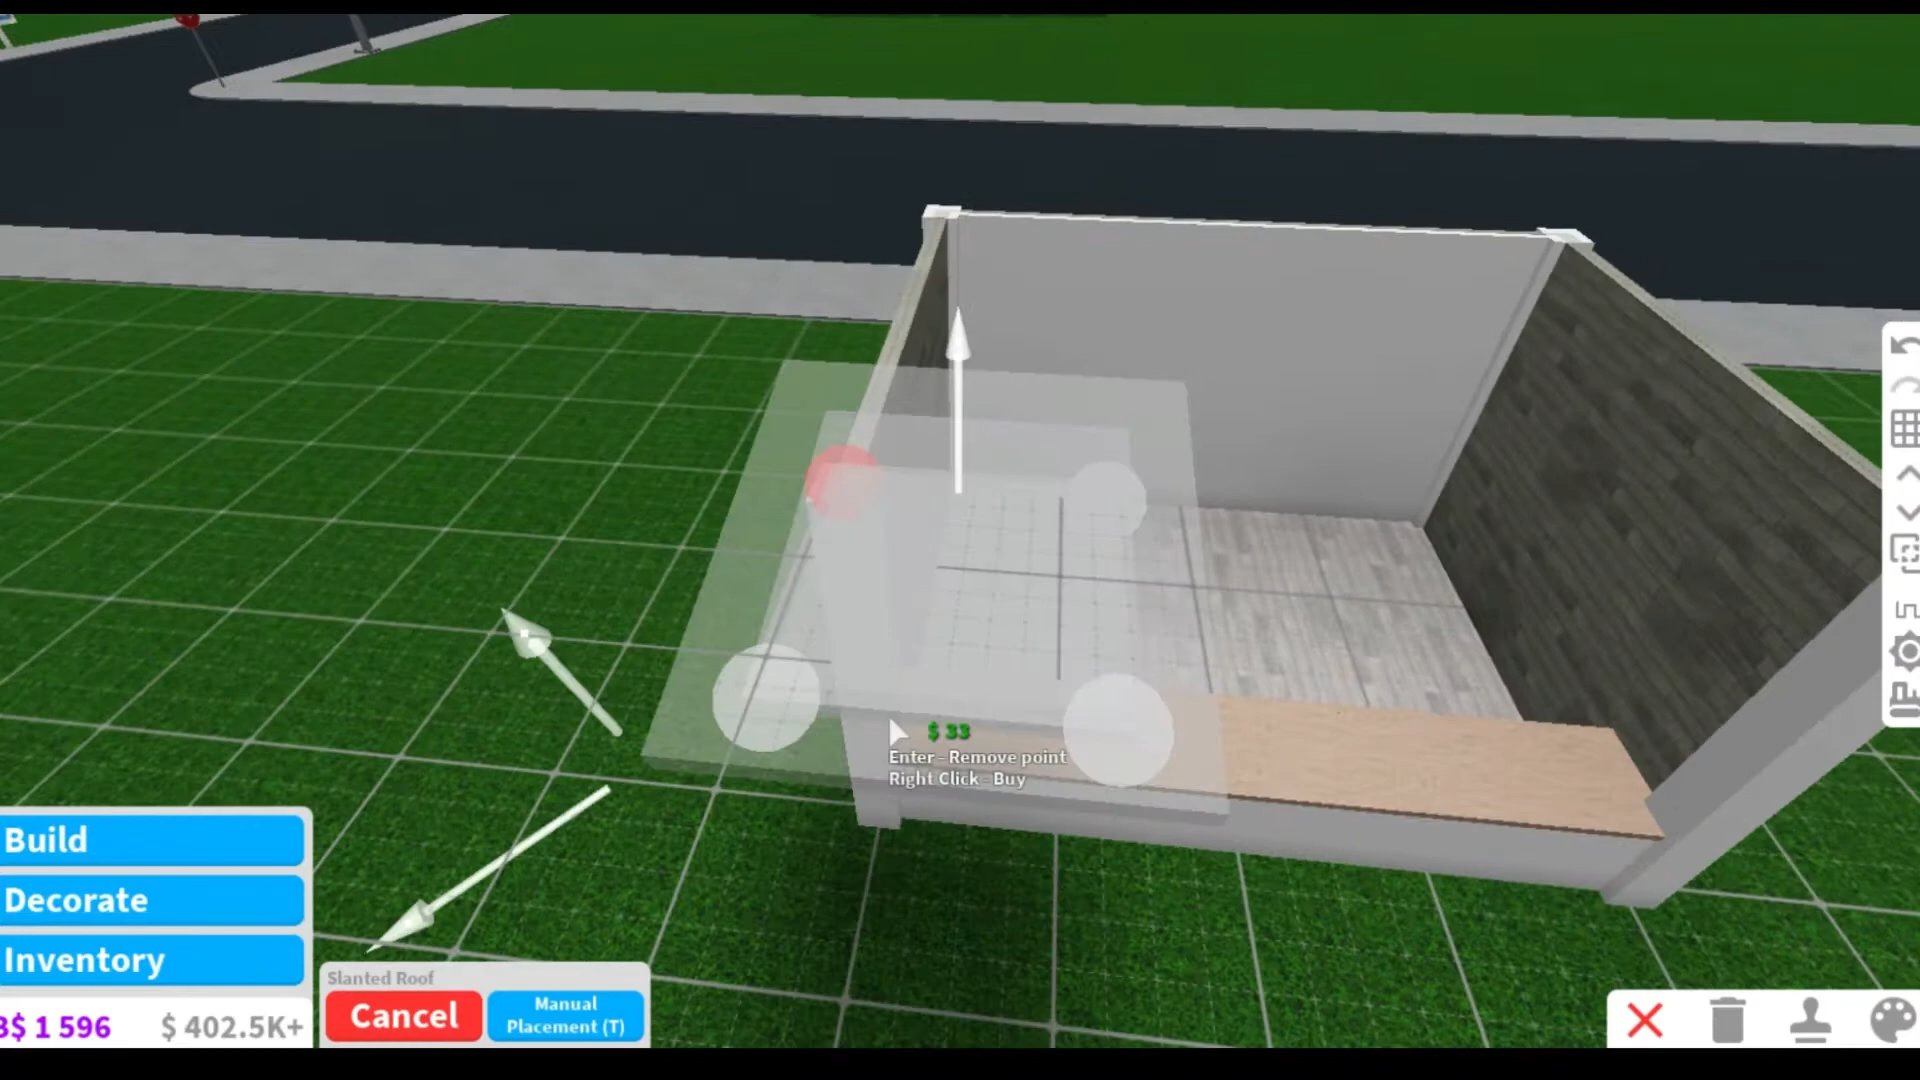 $ 33
Enter - Remove point
Right Click - Buy
Build
Decorate
Inventory
B$ 1 596
$ 402.5K+
Slanted Roof
Cancel
Manual
Placement (T)